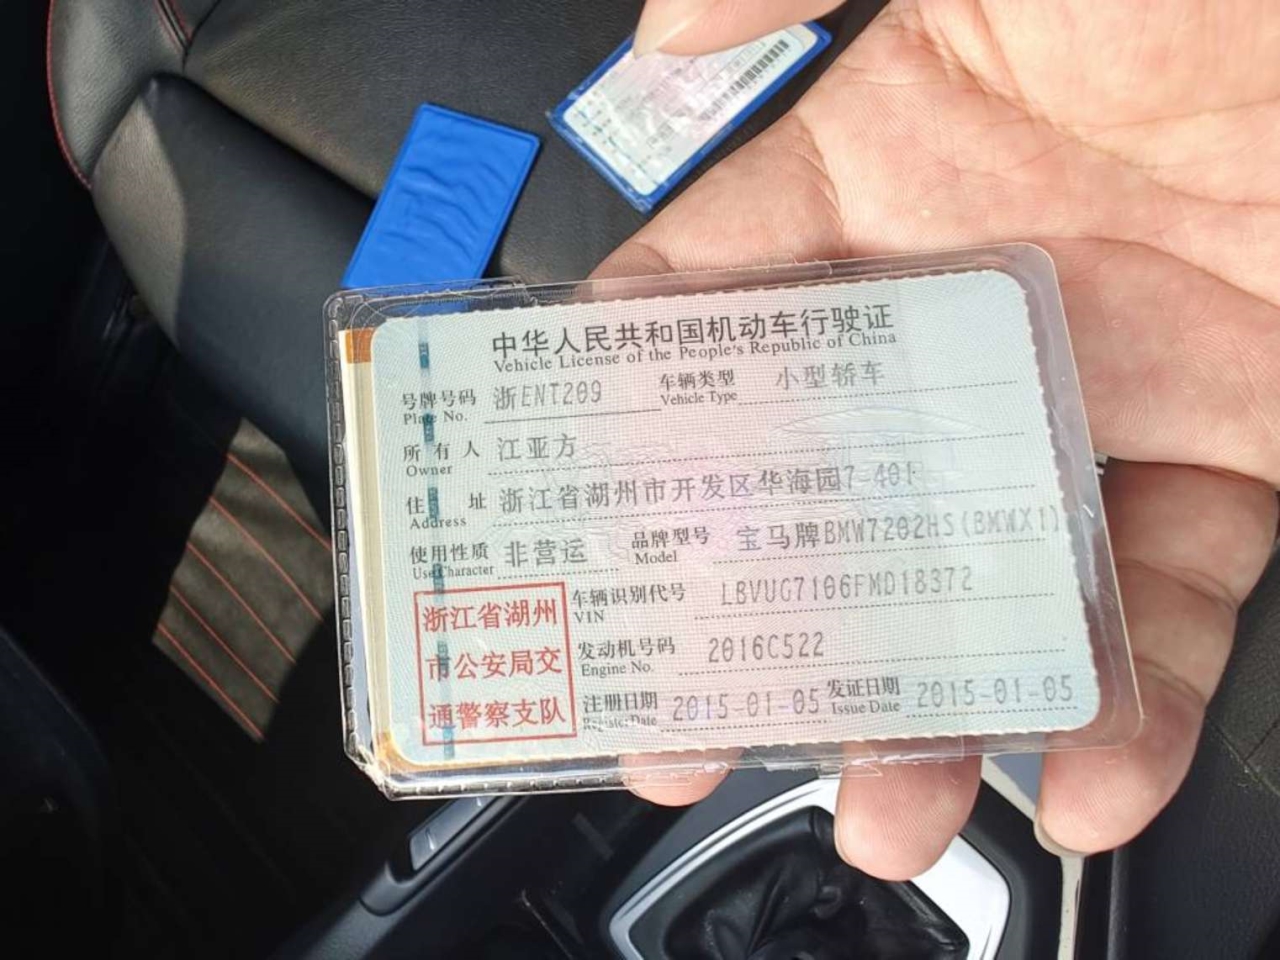 中华人民共和国机动车行驶证
Vehicle License of the People's Republic of China
号牌号码 浙ENT209 车辆类型 小型轿车
Plate No. Vehicle Type
所有人 江亚方
Owner
住址 浙江省湖州市开发区华海园7-401
Address
使用性质 非营运 品牌型号 宝马牌BMW7202HS(BMWX1)
Use Character Model
浙江省湖州
市公安局交
通警察支队
车辆识别代号 LBVUG7106FMD18372
VIN
发动机号码 2016C522
Engine No.
注册日期 2015-01-05 发证日期 2015-01-05
Register Date Issue Date